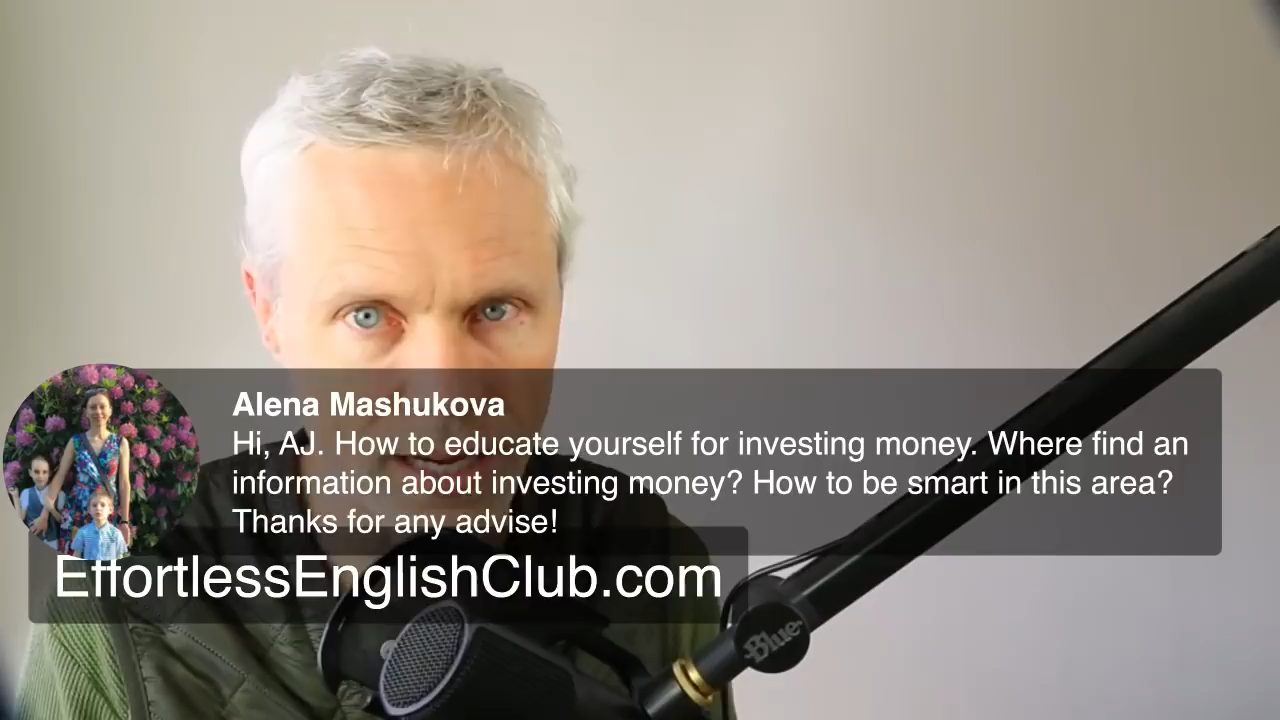 Alena Mashukova
Hi, AJ. How to educate yourself for investing money. Where find an
information about investing money? How to be smart in this area?
Thanks for any advise!
EffortlessEnglishClub.com
Blue